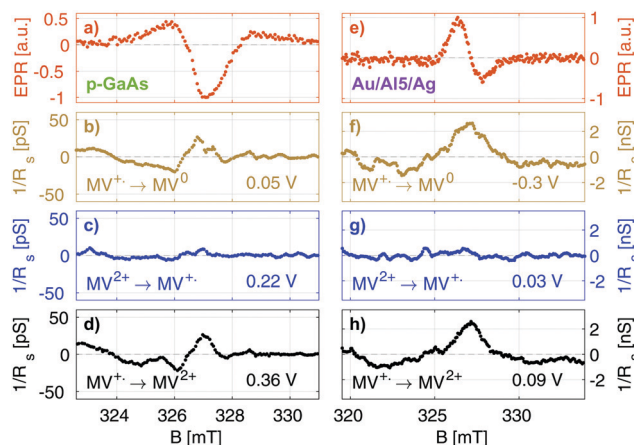 EPR [a.u.]
0.5
0
-0.5
-1
a)
p-GaAs
e)
Au/Al5/Ag
1
0
-1
EPR [a.u.]
1/R s [pS]
50
0
-50
b)
MV+· → MV0
0.05 V
f)
MV+· → MV0
-0.3 V
2
0
-2
1/R s [nS]
1/R s [pS]
50
0
-50
c)
MV2+ → MV+·
0.22 V
g)
MV2+ → MV+·
0.03 V
2
0
-2
1/R s [nS]
1/R s [pS]
50
0
-50
d)
MV+· → MV2+
0.36 V
h)
MV+· → MV2+
0.09 V
2
0
-2
1/R s [nS]
324 326 328 330
320 325 330
B [mT]
B [mT]